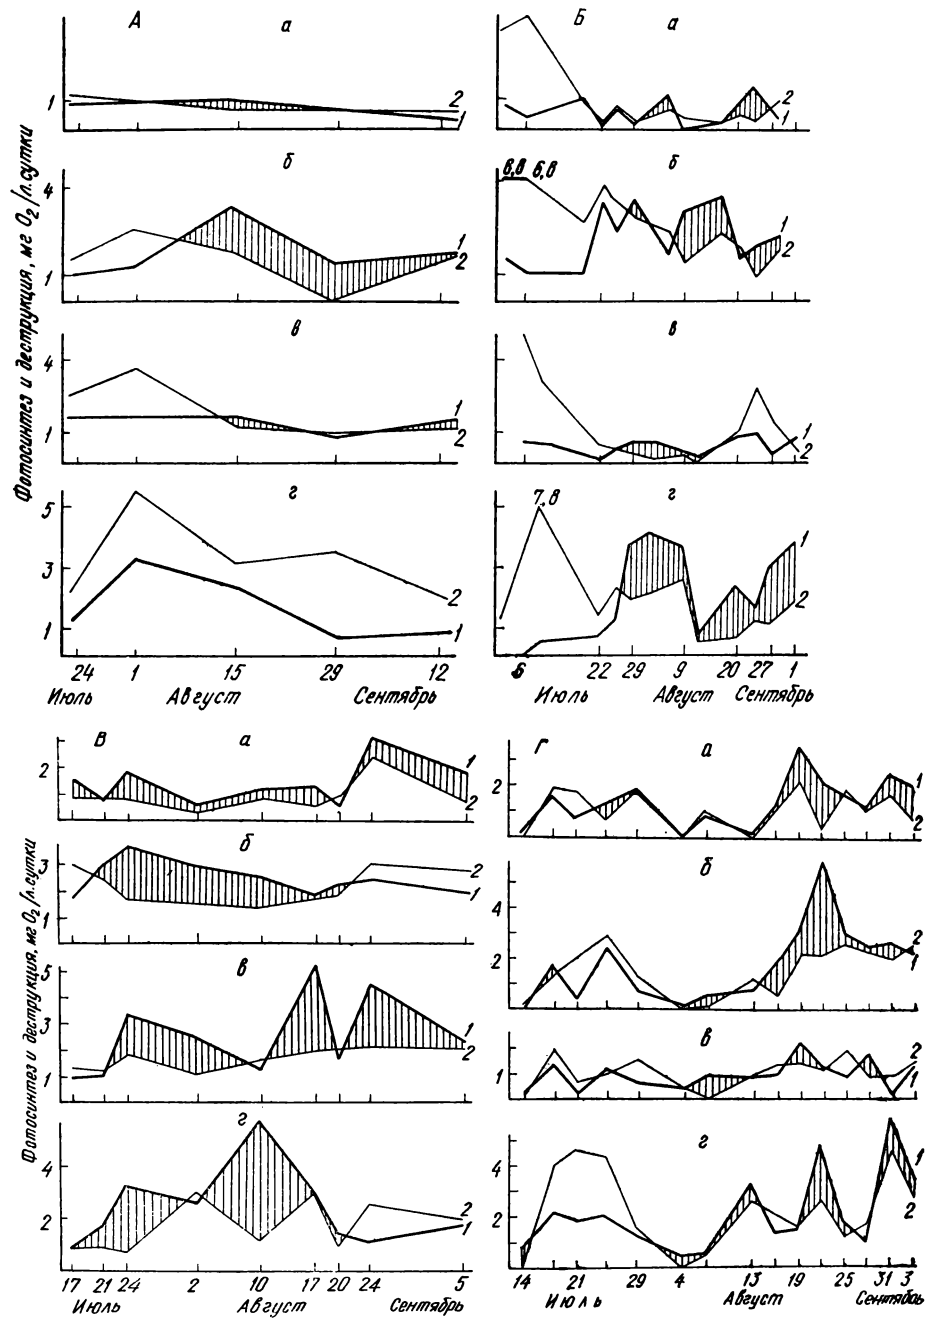 А а
1
2
1
б
4
1
1
2
в
4
1
1
2
г
5
3
1
2
1
24 1 15 29 12
Июль Август Сентябрь
Фотосинтез и деструкция, мг O₂/л.сутки
Б а
2
1
8,8 6,8 б
1
2
в
1
2
7,8 г
1
2
6 22 29 9 20 27 1
Июль Август Сентябрь
В а
2
1
2
б
3
1
2
1
в
5
3
1
1
2
г
4
2
2
1
17 21 24 2 10 17 20 24 5
Июль Август Сентябрь
Фотосинтез и деструкция, мг O₂/л.сутки
Г а
2
1
2
б
4
2
2
1
в
1
2
1
г
4
2
1
2
14 21 29 4 13 19 25 31 3
Июль Август Сентябрь